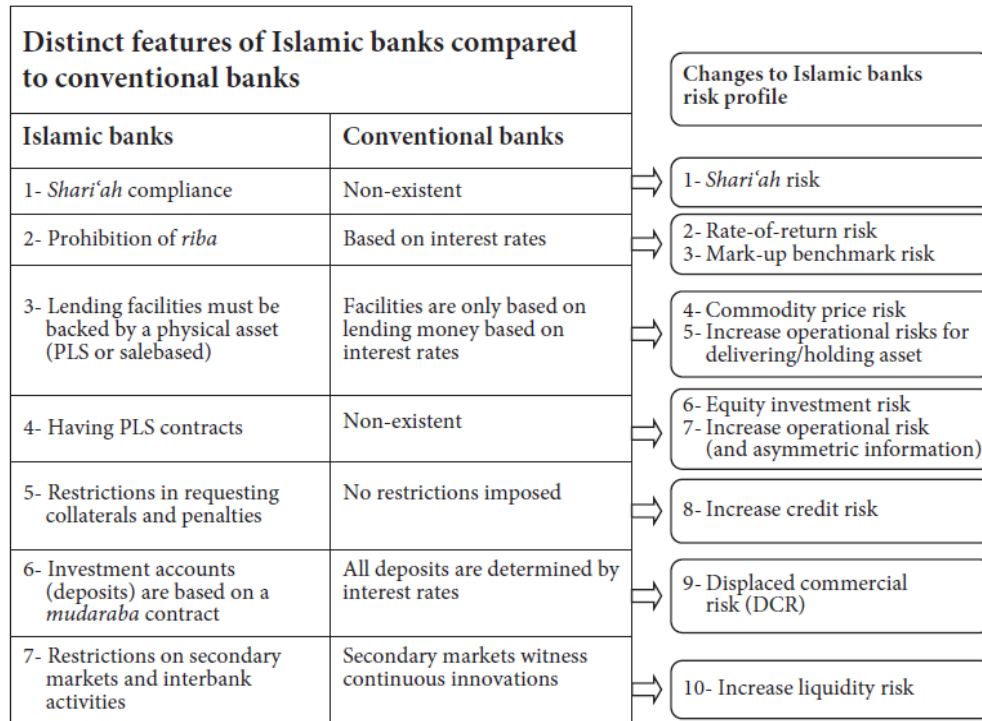 Distinct features of Islamic banks compared
to conventional banks
Changes to Islamic banks
risk profile
Islamic banks
Conventional banks
1- Shari‘ah compliance
Non-existent
1- Shari‘ah risk
2- Prohibition of riba
Based on interest rates
2- Rate-of-return risk
3- Mark-up benchmark risk
3- Lending facilities must be
backed by a physical asset
(PLS or salebased)
Facilities are only based on
lending money based on
interest rates
4- Commodity price risk
5- Increase operational risks for
delivering/holding asset
4- Having PLS contracts
Non-existent
6- Equity investment risk
7- Increase operational risk
(and asymmetric information)
5- Restrictions in requesting
collaterals and penalties
No restrictions imposed
8- Increase credit risk
6- Investment accounts
(deposits) are based on a
mudaraba contract
All deposits are determined by
interest rates
9- Displaced commercial
risk (DCR)
7- Restrictions on secondary
markets and interbank
activities
Secondary markets witness
continuous innovations
10- Increase liquidity risk